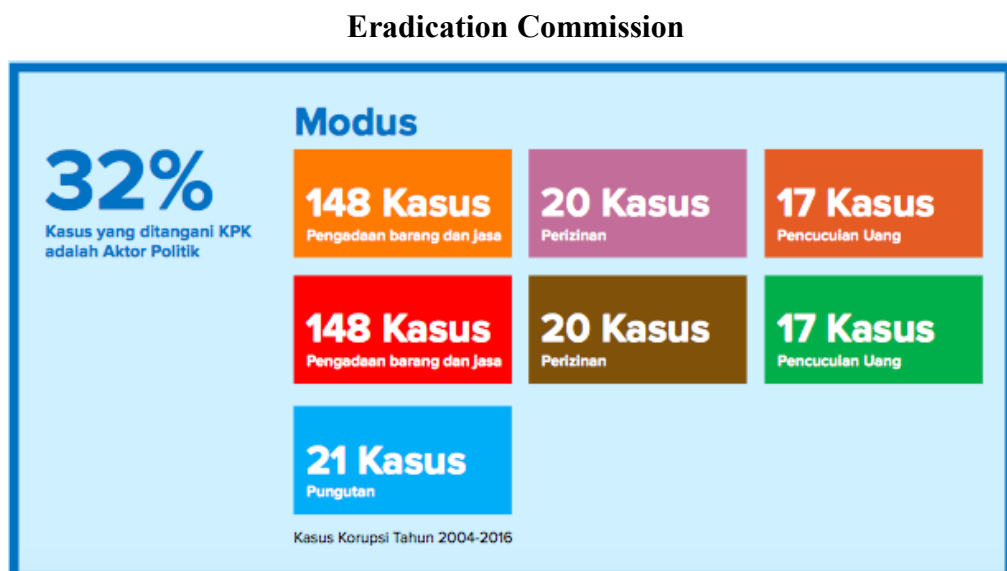 Eradication Commission
32%
Kasus yang ditangani KPK
adalah Aktor Politik
Modus
148 Kasus
Pengadaan barang dan jasa
20 Kasus
Perizinan
17 Kasus
Pencuculan Uang
148 Kasus
Pengadaan barang dan jasa
20 Kasus
Perizinan
17 Kasus
Pencuculan Uang
21 Kasus
Pungutan
Kasus Korupsi Tahun 2004-2016